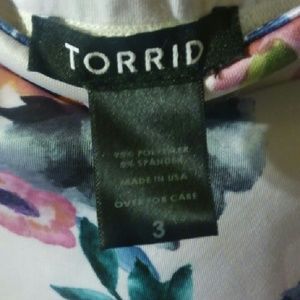 TORRID
POLYESTER
SPANDEX
MADE IN USA
OVER FOR CARE
3